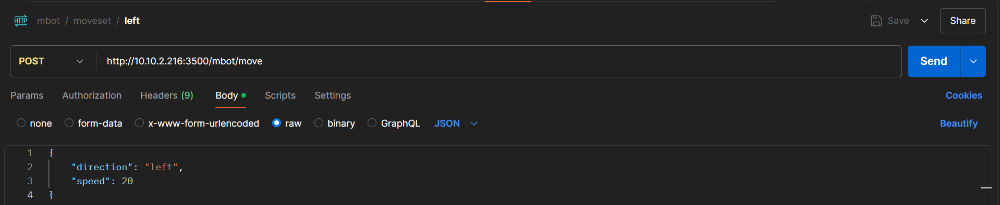 HTTP mbot / moveset / left Save Share
POST http://10.10.2.216:3500/mbot/move Send
Params Authorization Headers (9) Body Scripts Settings Cookies
none form-data x-www-form-urlencoded raw binary GraphQL JSON Beautify
1 {
2 "direction": "left",
3 "speed": 20
4 }